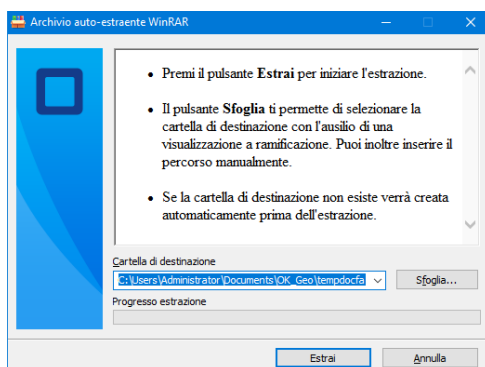 Archivio auto-estraente WinRAR
Premi il pulsante Estrai per iniziare l'estrazione.
Il pulsante Sfoglia ti permette di selezionare la
cartella di destinazione con l'ausilio di una
visualizzazione a ramificazione. Puoi inoltre inserire il
percorso manualmente.
Se la cartella di destinazione non esiste verrà creata
automaticamente prima dell'estrazione.
Cartella di destinazione
C:\Users\Administrator\Documents\OK_Geo\tempdocfa
Sfoglia...
Progresso estrazione
Estrai
Annulla